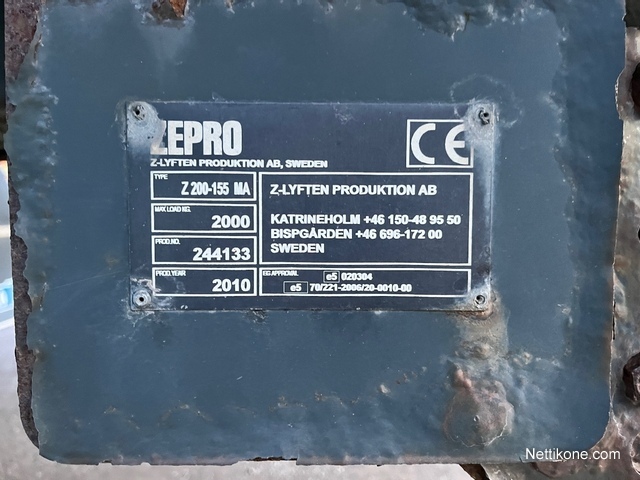 ZEPRO
Z-LYFTEN PRODUKTION AB, SWEDEN
CE
TYPE
Z 200-155 MA
MAX.LOAD KG.
2000
PROD.NO.
244133
PROD.YEAR
2010
Z-LYFTEN PRODUKTION AB
KATRINEHOLM +46 150-48 95 50
BISPGÅRDEN +46 696-172 00
SWEDEN
EG APPROVAL
e5 020304
e5 70/221-2006/20-0010-00
Nettikone.com